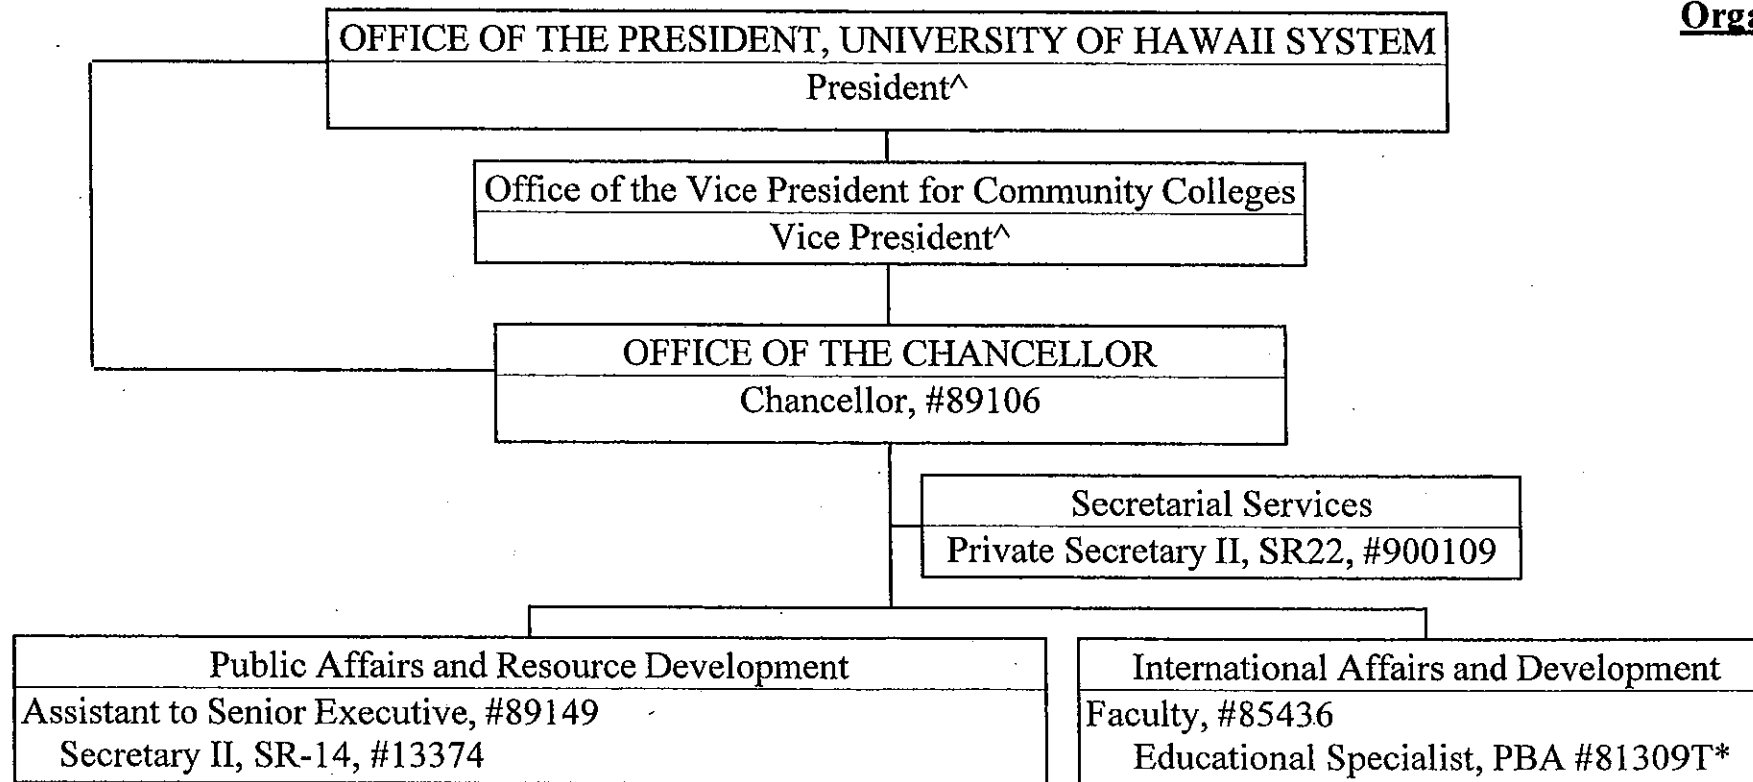 Orga
OFFICE OF THE PRESIDENT, UNIVERSITY OF HAWAII SYSTEM
President^
Office of the Vice President for Community Colleges
Vice President^
OFFICE OF THE CHANCELLOR
Chancellor, #89106
Secretarial Services
Private Secretary II, SR22, #900109
Public Affairs and Resource Development
Assistant to Senior Executive, #89149
Secretary II, SR-14, #13374
International Affairs and Development
Faculty, #85436
Educational Specialist, PBA #81309T*